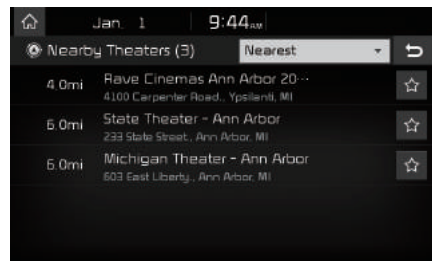 Jan. 1 9:44AM
Nearby Theaters (3) Nearest
4.0mi Rave Cinemas Ann Arbor 20...
4100 Carpenter Road., Ypsilanti, MI
6.0mi State Theater - Ann Arbor
233 State Street., Ann Arbor, MI
6.0mi Michigan Theater - Ann Arbor
603 East Liberty., Ann Arbor, MI